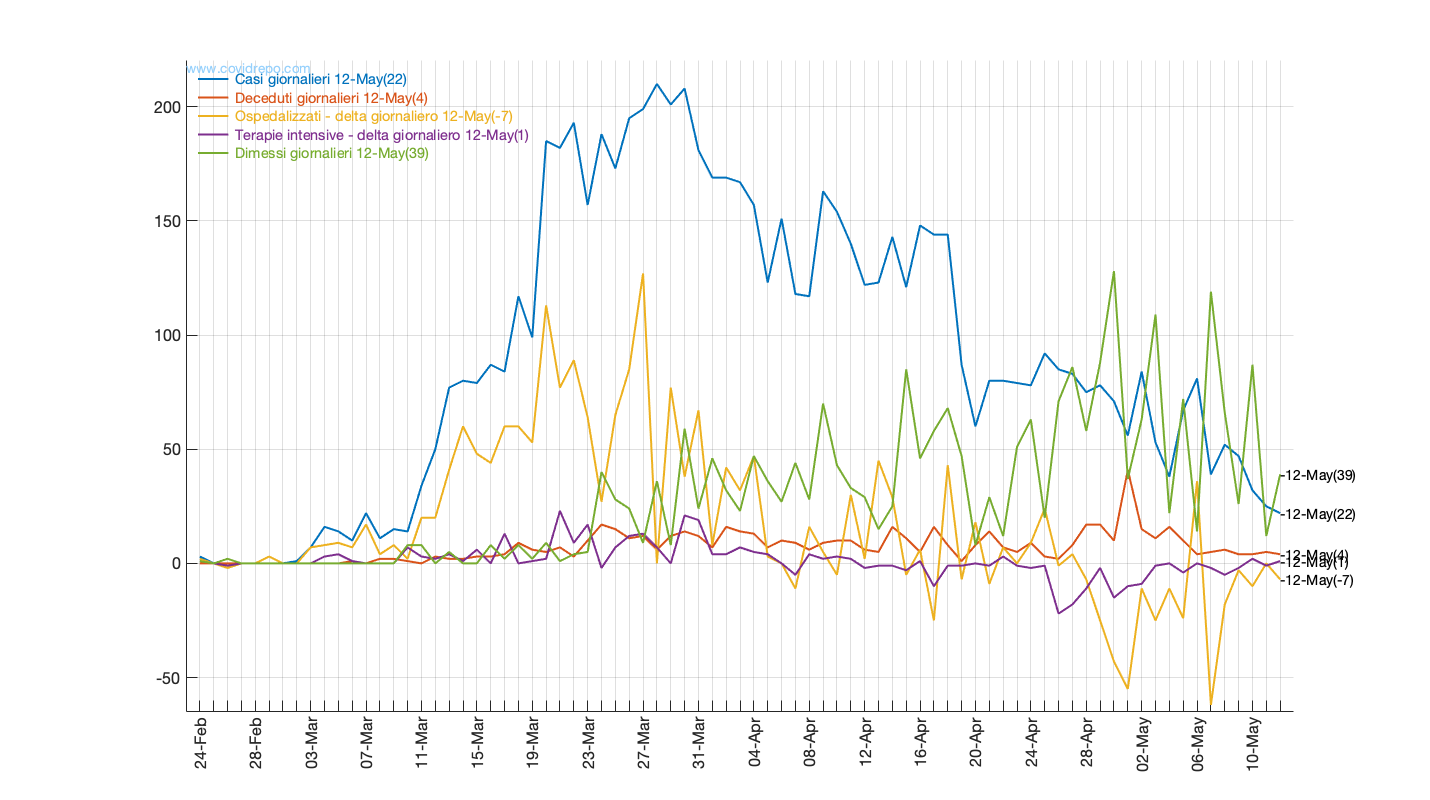 www.covidrepo.com
Casi giornalieri 12-May(22)
Deceduti giornalieri 12-May(4)
Ospedalizzati - delta giornaliero 12-May(-7)
Terapie intensive - delta giornaliero 12-May(1)
Dimessi giornalieri 12-May(39)
200
150
100
50
0
-50
12-May(39)
12-May(22)
12-May(4)
12-May(1)
12-May(-7)
24-Feb
28-Feb
03-Mar
07-Mar
11-Mar
15-Mar
19-Mar
23-Mar
27-Mar
31-Mar
04-Apr
08-Apr
12-Apr
16-Apr
20-Apr
24-Apr
28-Apr
02-May
06-May
10-May